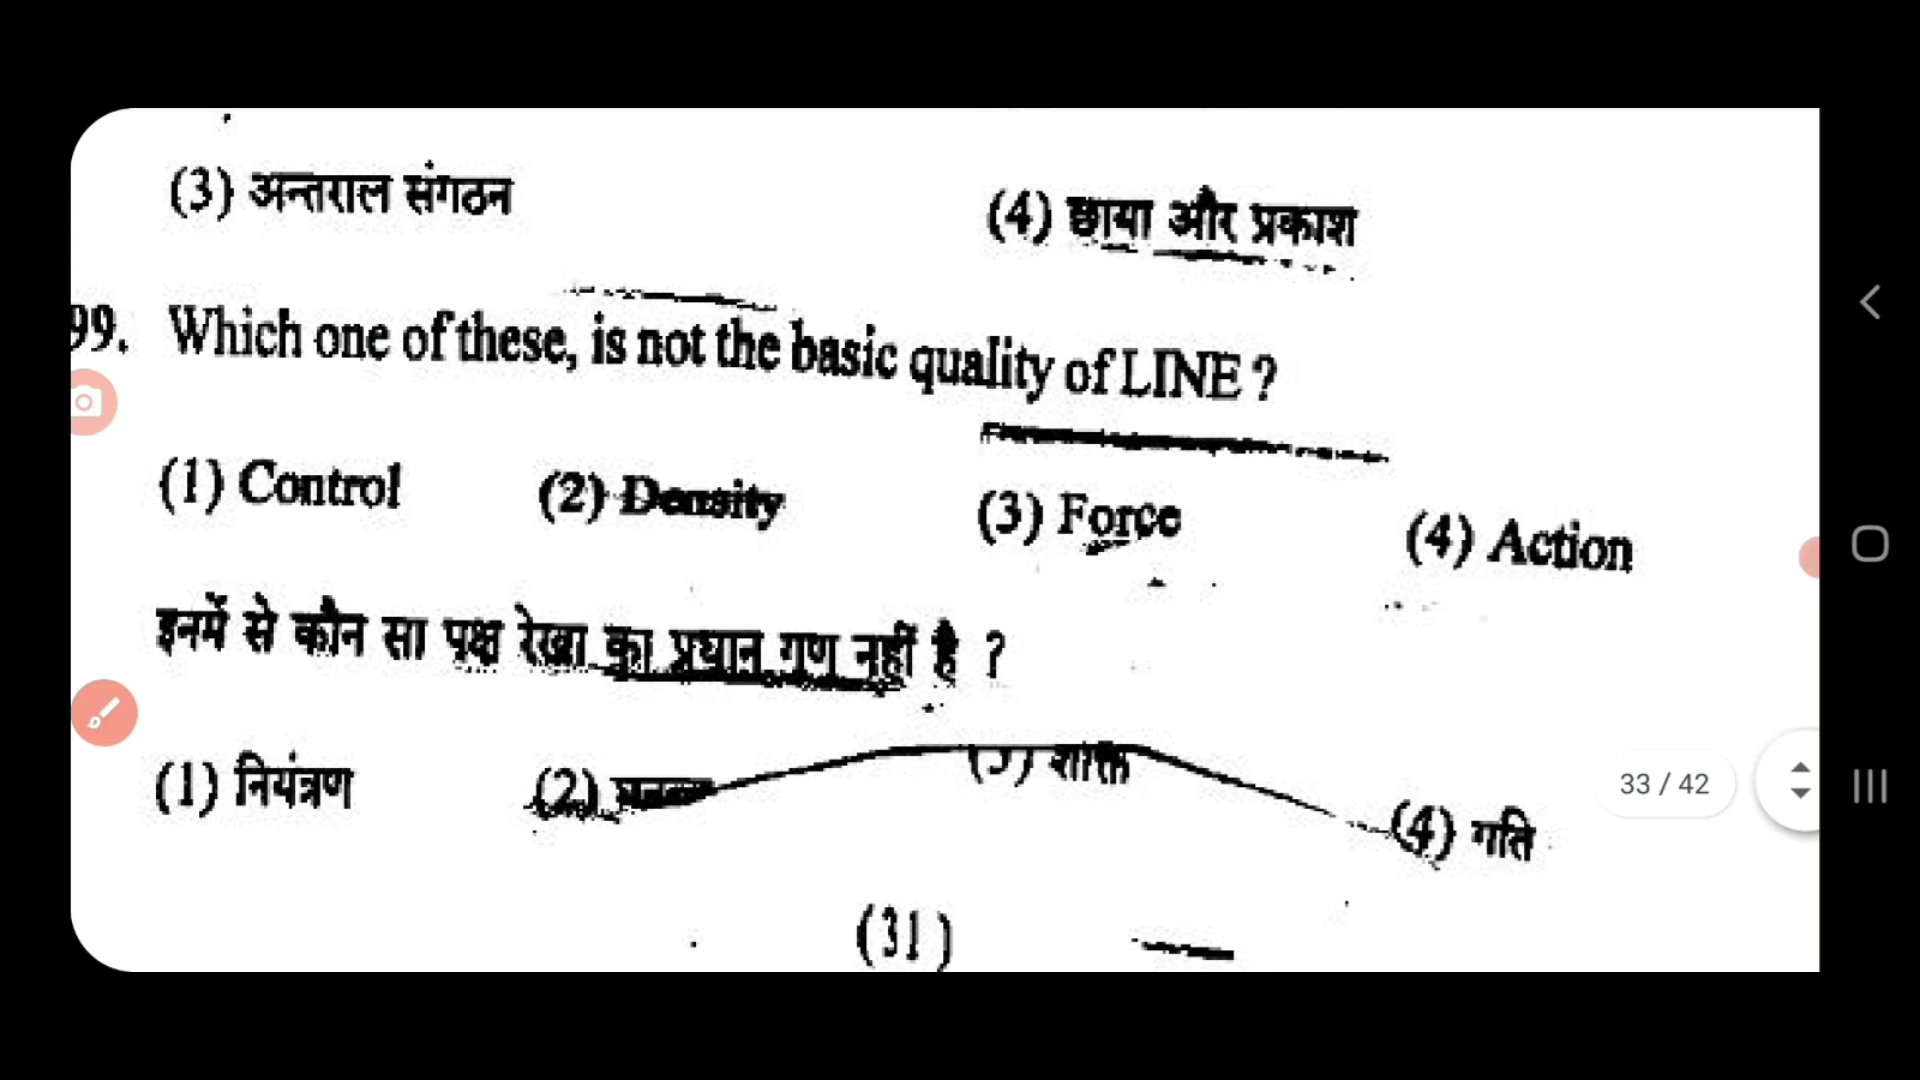 (3) अन्तराल संगठन (4) छाया और प्रकाश
99. Which one of these, is not the basic quality of LINE ?
(1) Control (2) Density (3) Force (4) Action
इनमें से कौन सा पक्ष रेखा का प्रधान गुण नहीं है ?
(1) नियंत्रण (2) घनत्व (3) शक्ति (4) गति
33 / 42
(31)